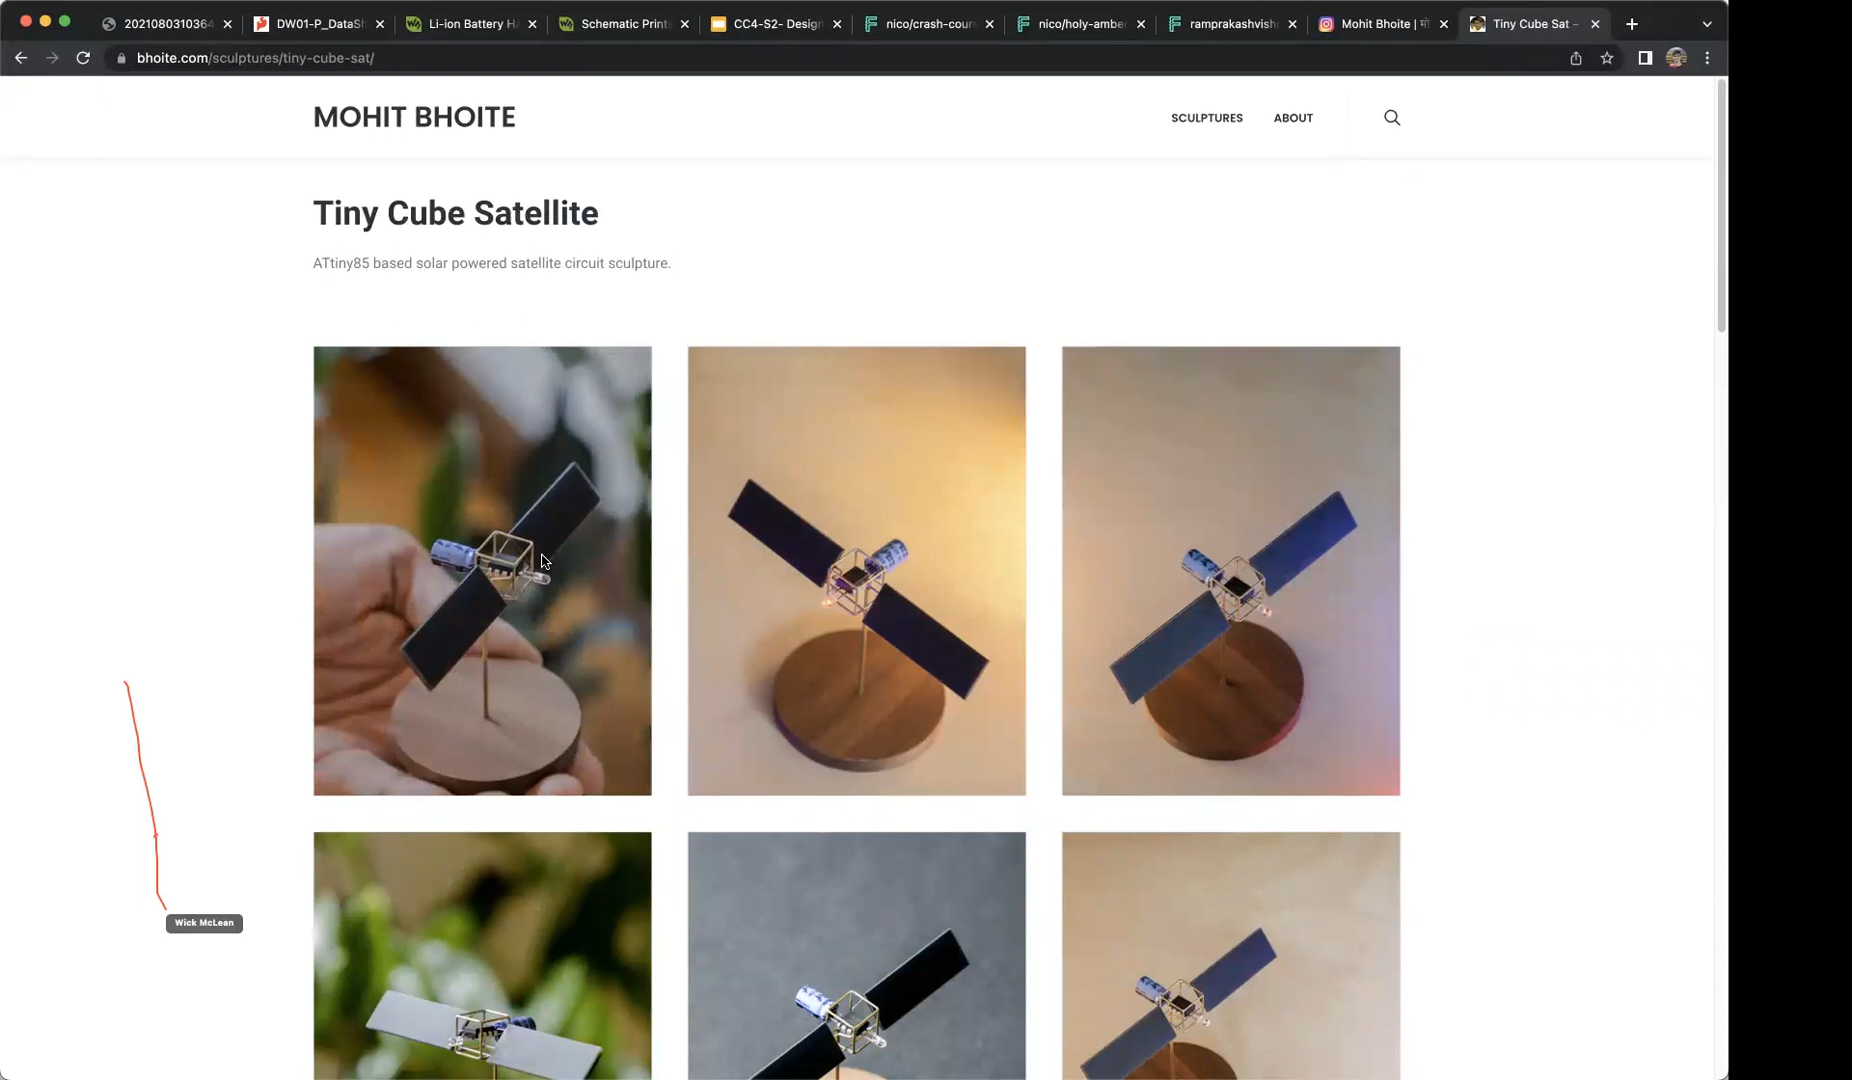 2021080310364
DW01-P_DataSh
Li-ion Battery HA
Schematic Prints
CC4-S2- Design
nico/crash-cour
nico/holy-amber
ramprakashvishn
Mohit Bhoite |
Tiny Cube Sat –
bhoite.com/sculptures/tiny-cube-sat/
MOHIT BHOITE
SCULPTURES
ABOUT
Tiny Cube Satellite
ATtiny85 based solar powered satellite circuit sculpture.
Wick McLean